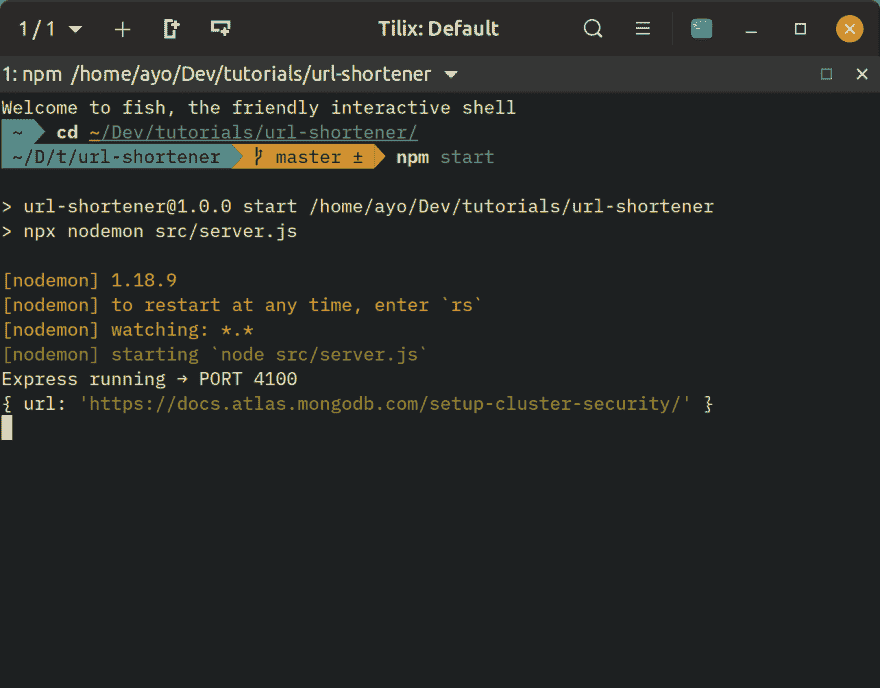 1 / 1
Tilix: Default
1: npm /home/ayo/Dev/tutorials/url-shortener
Welcome to fish, the friendly interactive shell
~ cd ~/Dev/tutorials/url-shortener/
~/D/t/url-shortener master ± npm start
> url-shortener@1.0.0 start /home/ayo/Dev/tutorials/url-shortener
> npx nodemon src/server.js
[nodemon] 1.18.9
[nodemon] to restart at any time, enter `rs`
[nodemon] watching: *.*
[nodemon] starting `node src/server.js`
Express running → PORT 4100
{ url: 'https://docs.atlas.mongodb.com/setup-cluster-security/' }